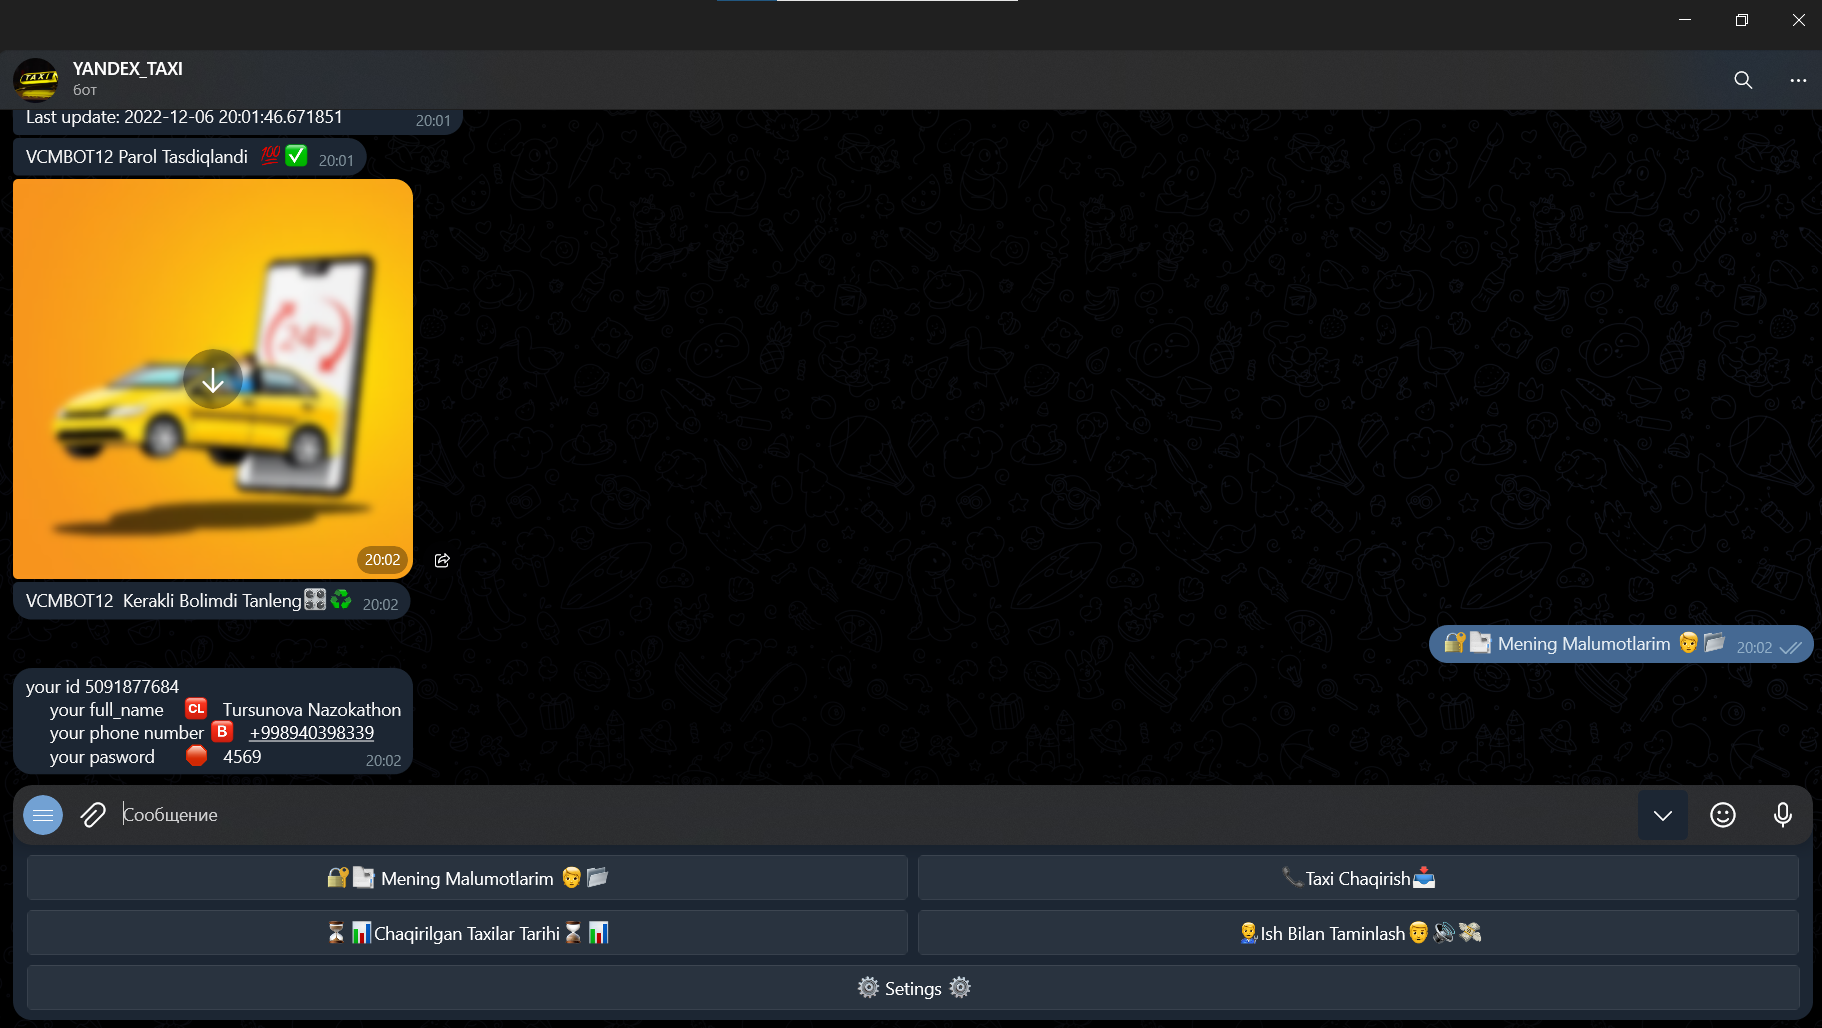 YANDEX_TAXI
бот
Last update: 2022-12-06 20:01:46.671851 20:01
VCMBOT12 Parol Tasdiqlandi 💯✅ 20:01
TAXI
24
20:02
VCMBOT12 Kerakli Bolimdi Tanleng🎛♻️ 20:02
🔐📑 Mening Malumotlarim 👨📂 20:02
your id 5091877684
your full_name 🆑 Tursunova Nazokathon
your phone number 🅱️ +998940398339
your pasword 🛑 4569 20:02
Сообщение
🔐📑 Mening Malumotlarim 👨📂
📞Taxi Chaqirish📥
⏳📊Chaqirilgan Taxilar Tarihi⏳📊
👨‍🔧Ish Bilan Taminlash👨🔊💸
⚙️ Setings ⚙️